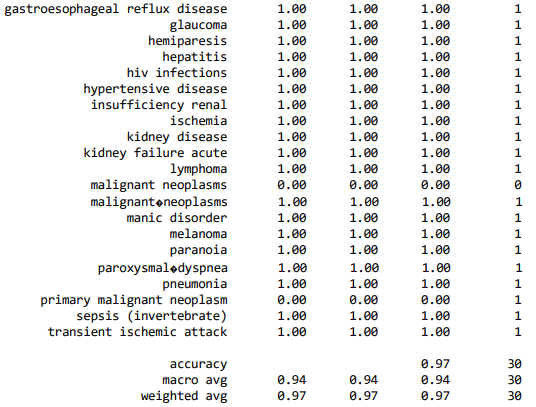 gastroesophageal reflux disease 1.00 1.00 1.00 1
glaucoma 1.00 1.00 1.00 1
hemiparesis 1.00 1.00 1.00 1
hepatitis 1.00 1.00 1.00 1
hiv infections 1.00 1.00 1.00 1
hypertensive disease 1.00 1.00 1.00 1
insufficiency renal 1.00 1.00 1.00 1
ischemia 1.00 1.00 1.00 1
kidney disease 1.00 1.00 1.00 1
kidney failure acute 1.00 1.00 1.00 1
lymphoma 1.00 1.00 1.00 1
malignant neoplasms 0.00 0.00 0.00 0
malignant�neoplasms 1.00 1.00 1.00 1
manic disorder 1.00 1.00 1.00 1
melanoma 1.00 1.00 1.00 1
paranoia 1.00 1.00 1.00 1
paroxysmal�dyspnea 1.00 1.00 1.00 1
pneumonia 1.00 1.00 1.00 1
primary malignant neoplasm 0.00 0.00 0.00 1
sepsis (invertebrate) 1.00 1.00 1.00 1
transient ischemic attack 1.00 1.00 1.00 1
accuracy 0.97 30
macro avg 0.94 0.94 0.94 30
weighted avg 0.97 0.97 0.97 30